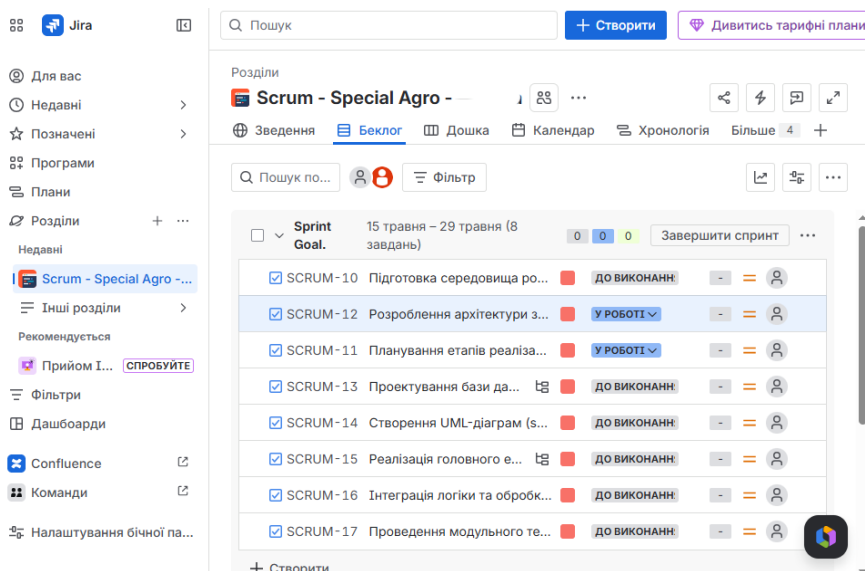 Jira
Пошук
Створити
Дивитись тарифні плани
Для вас
Недавні
Позначені
Програми
Плани
Розділи
Недавні
Scrum - Special Agro -...
Інші розділи
Рекомендується
Прийом І... СПРОБУЙТЕ
Фільтри
Дашбоарди
Confluence
Команди
Налаштування бічної па...
Розділи
Scrum - Special Agro -
Зведення Беклог Дошка Календар Хронологія Більше 4
Пошук по... Фільтр
Sprint Goal. 15 травня – 29 травня (8 завдань) 0 0 0 Завершити спринт
SCRUM-10 Підготовка середовища ро... ДО ВИКОНАНН -
SCRUM-12 Розроблення архітектури з... У РОБОТІ -
SCRUM-11 Планування етапів реаліза... У РОБОТІ -
SCRUM-13 Проектування бази да... ДО ВИКОНАНН -
SCRUM-14 Створення UML-діаграм (s... ДО ВИКОНАНН -
SCRUM-15 Реалізація головного е... ДО ВИКОНАНН -
SCRUM-16 Інтеграція логіки та обробк... ДО ВИКОНАНН -
SCRUM-17 Проведення модульного те... ДО ВИКОНАНН -
Створити